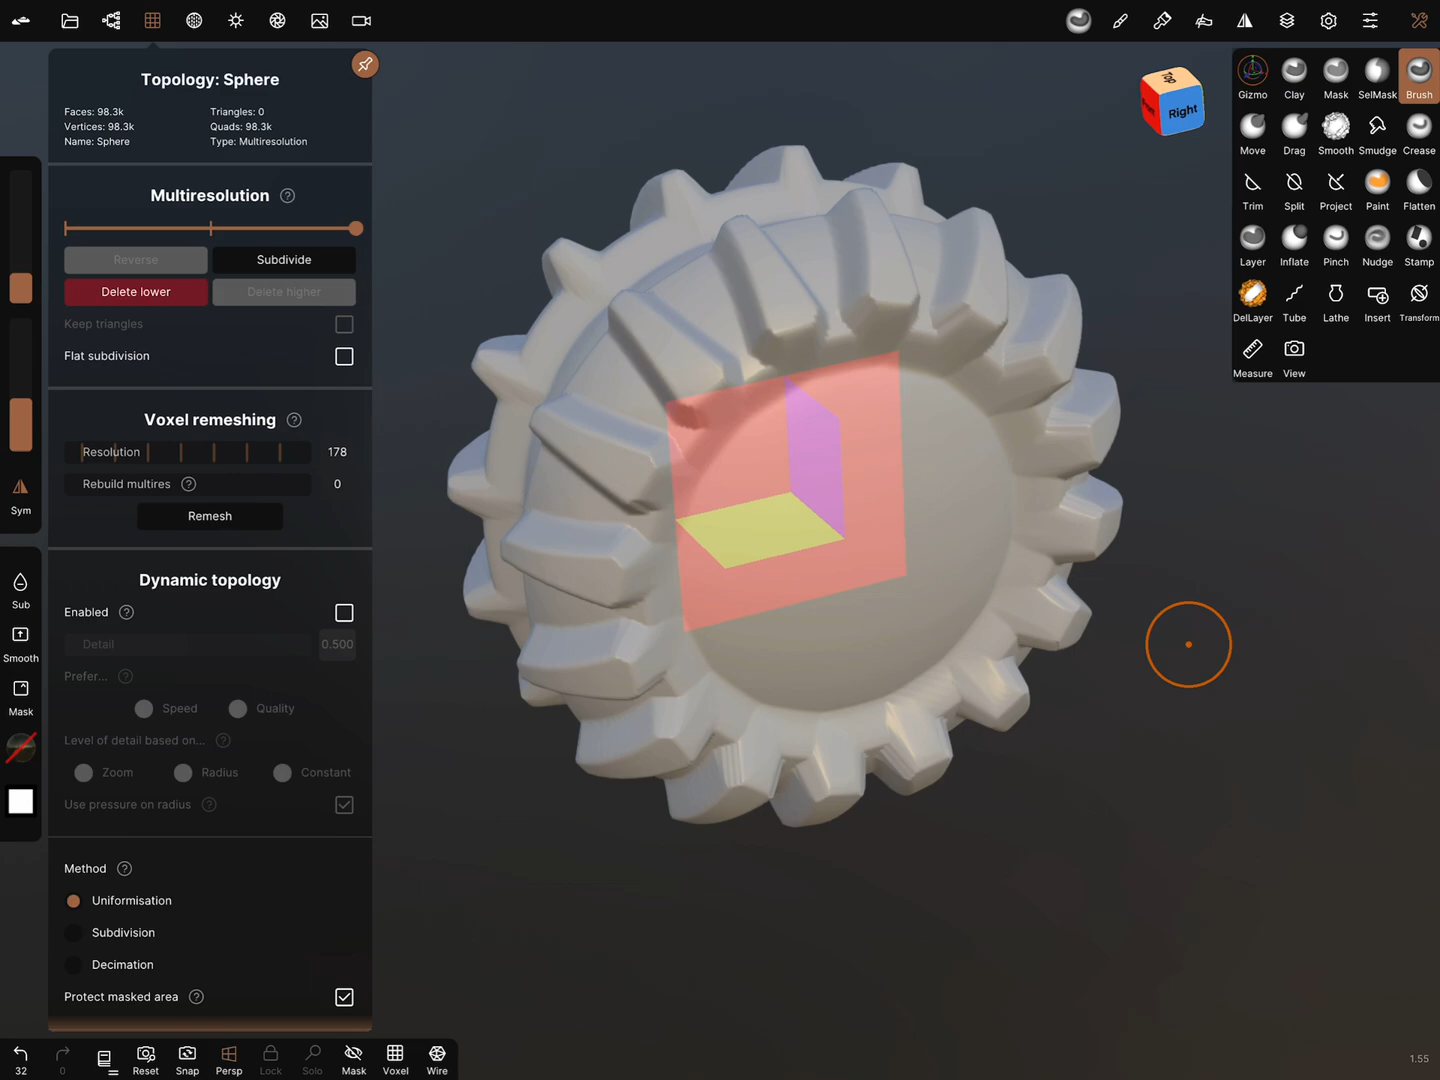 Topology: Sphere
Faces: 98.3k
Triangles: 0
Vertices: 98.3k
Quads: 98.3k
Name: Sphere
Type: Multiresolution
Multiresolution ?
Reverse
Subdivide
Delete lower
Delete higher
Keep triangles
Flat subdivision
Voxel remeshing ?
Resolution 178
Rebuild multires ? 0
Remesh
Dynamic topology
Enabled ?
Detail 0.500
Prefer... ?
Speed
Quality
Level of detail based on... ?
Zoom
Radius
Constant
Use pressure on radius ?
Method ?
Uniformisation
Subdivision
Decimation
Protect masked area ?
Sym
Sub
Smooth
Mask
32
0
Reset
Snap
Persp
Lock
Solo
Mask
Voxel
Wire
Top
Front
Right
Gizmo
Clay
Mask
SelMask
Brush
Move
Drag
Smooth
Smudge
Crease
Trim
Split
Project
Paint
Flatten
Layer
Inflate
Pinch
Nudge
Stamp
DelLayer
Tube
Lathe
Insert
Transform
Measure
View
1.55